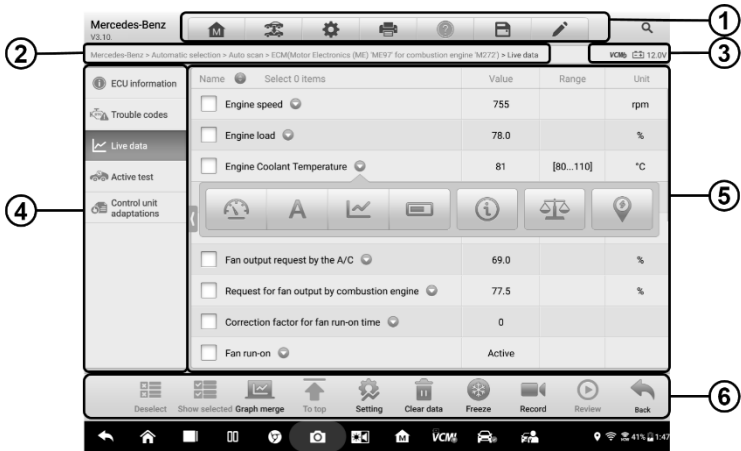 Mercedes-Benz
V3.10.
M
?
1
2
Mercedes-Benz > Automatic selection > Auto scan > ECM(Motor Electronics (ME) 'ME97' for combustion engine 'M272') > Live data
VCMI 12.0V
3
ECU information
Trouble codes
Live data
Active test
Control unit adaptations
4
Name Select 0 items Value Range Unit
Engine speed 755 rpm
Engine load 78.0 %
Engine Coolant Temperature 81 [80...110] °C
A
5
Fan output request by the A/C 69.0 %
Request for fan output by combustion engine 77.5 %
Correction factor for fan run-on time 0
Fan run-on Active
Deselect Show selected Graph merge To top Setting Clear data Freeze Record Review Back
6
M VCMI 41% 1:47